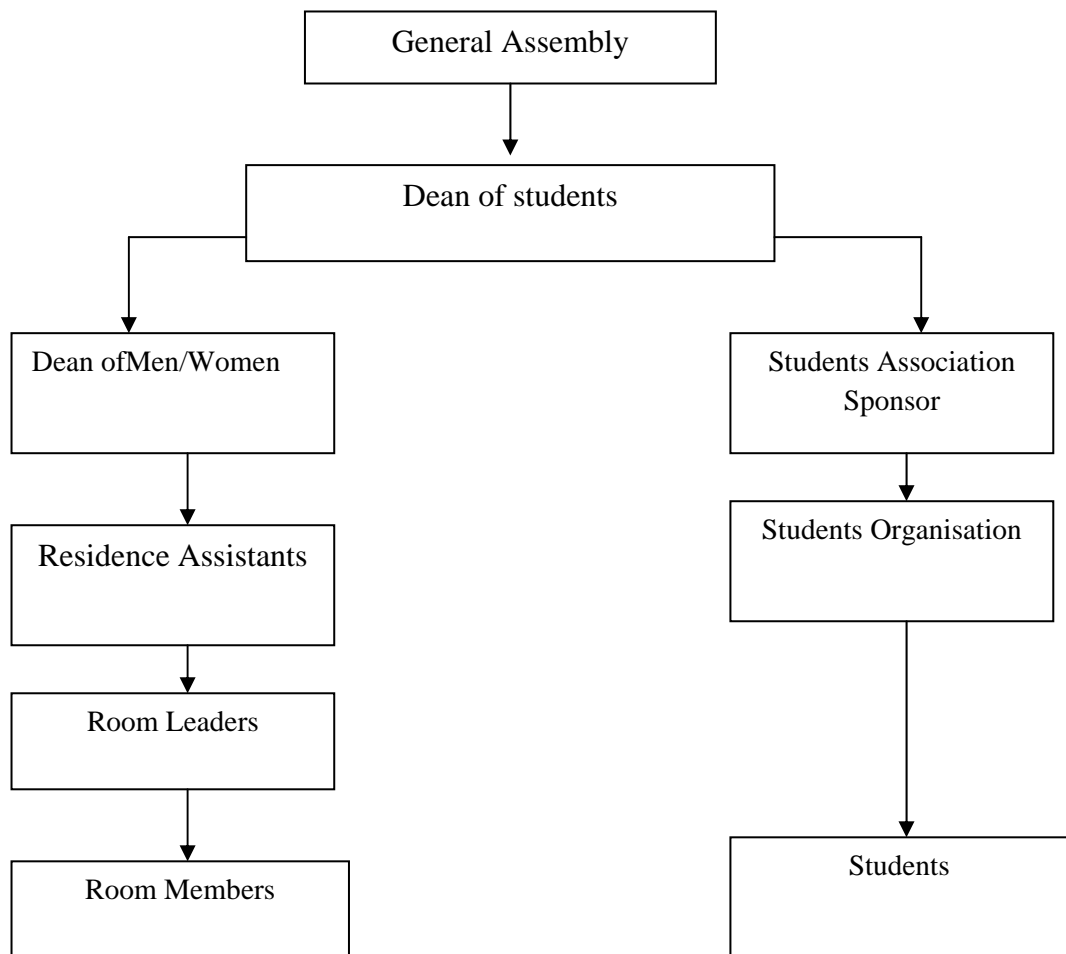 General Assembly
Dean of students
Dean ofMen/Women
Students Association
Sponsor
Residence Assistants
Students Organisation
Room Leaders
Room Members
Students